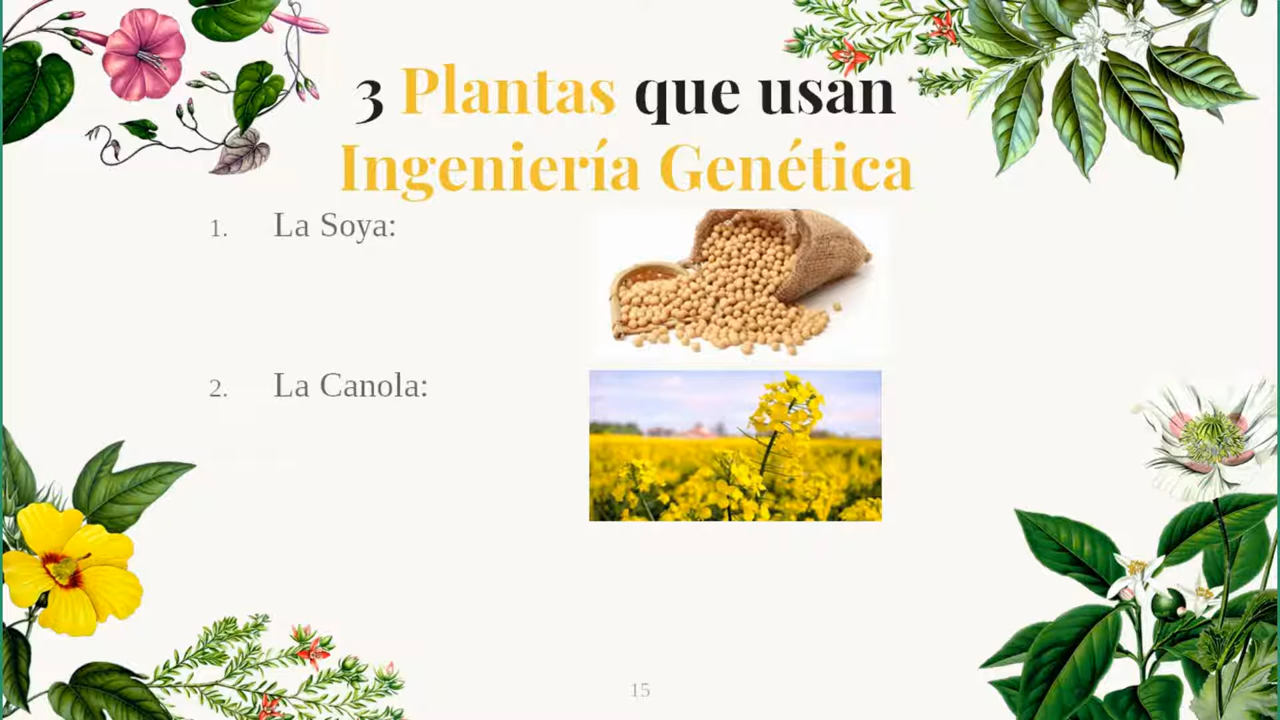 3 Plantas que usan
Ingeniería Genética
1. La Soya:
2. La Canola:
15